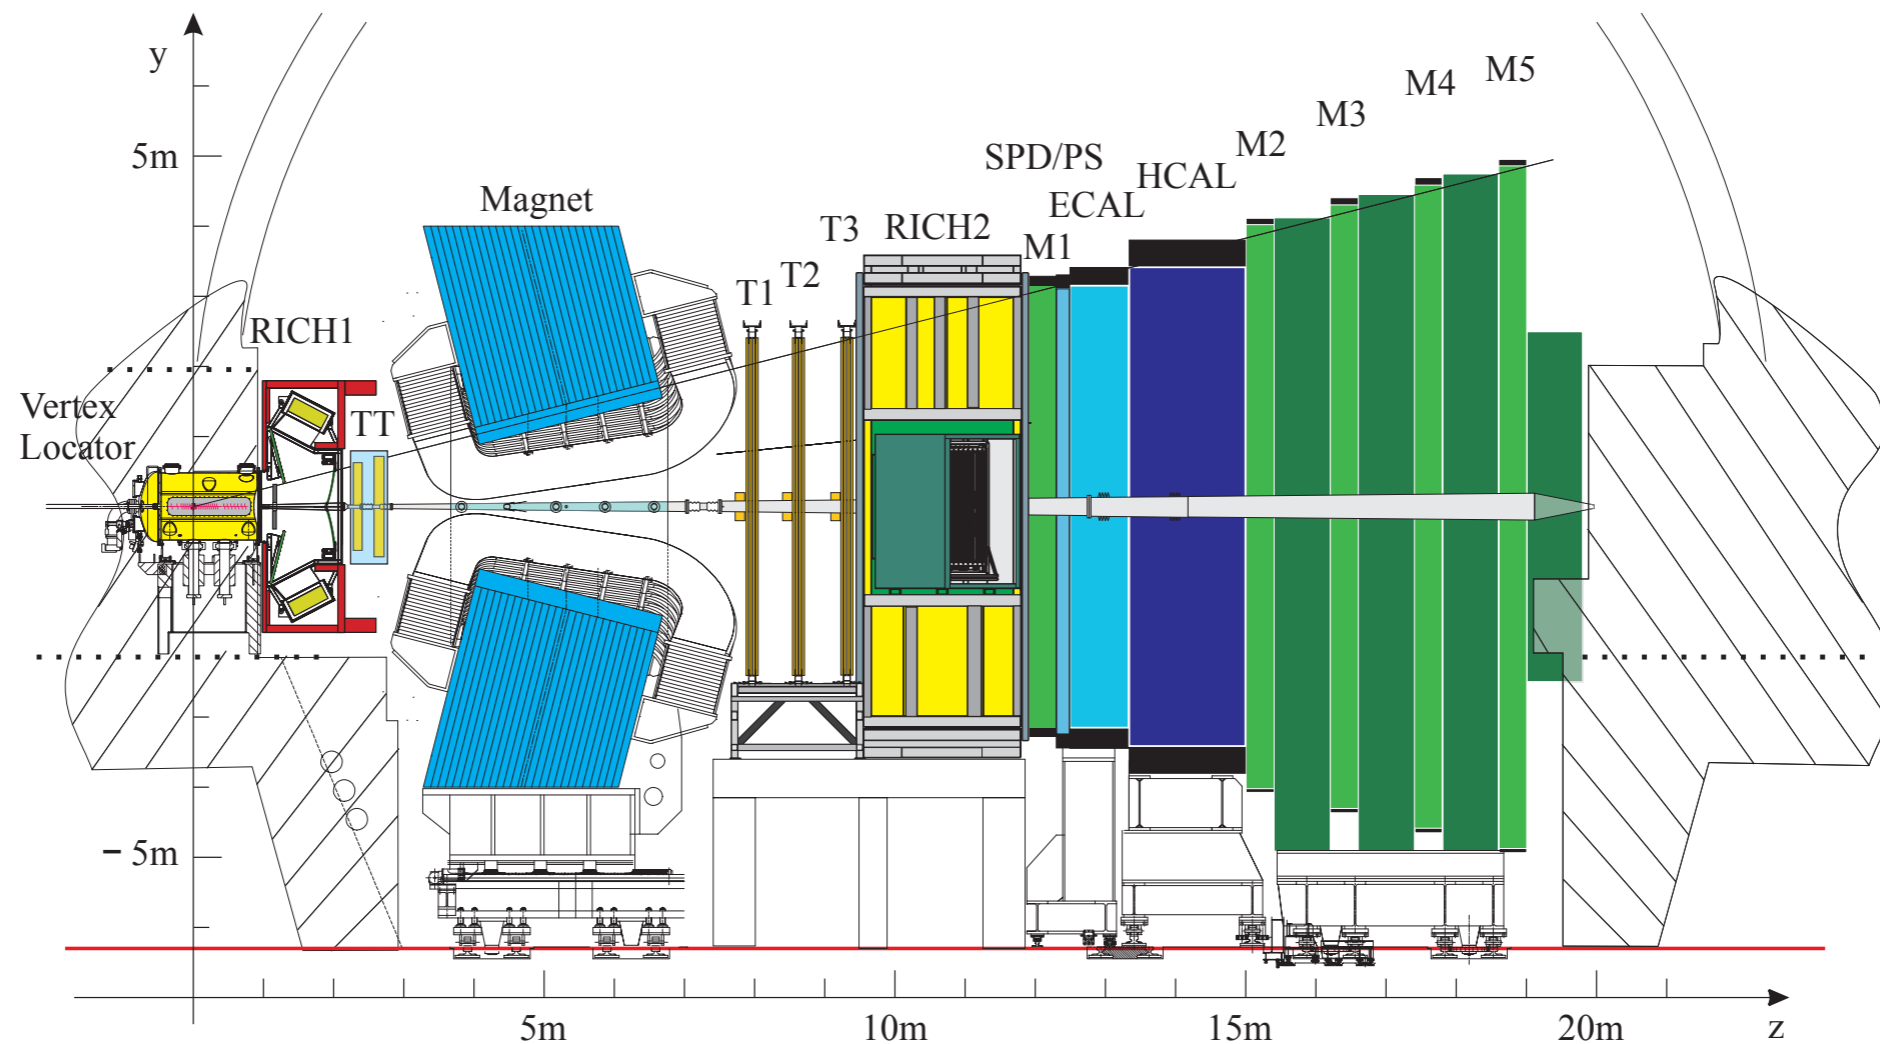 y
5m
Vertex
Locator
RICH1
TT
Magnet
T1
T2
T3
RICH2
M1
SPD/PS
ECAL
HCAL
M2
M3
M4
M5
− 5m
5m
10m
15m
20m
z